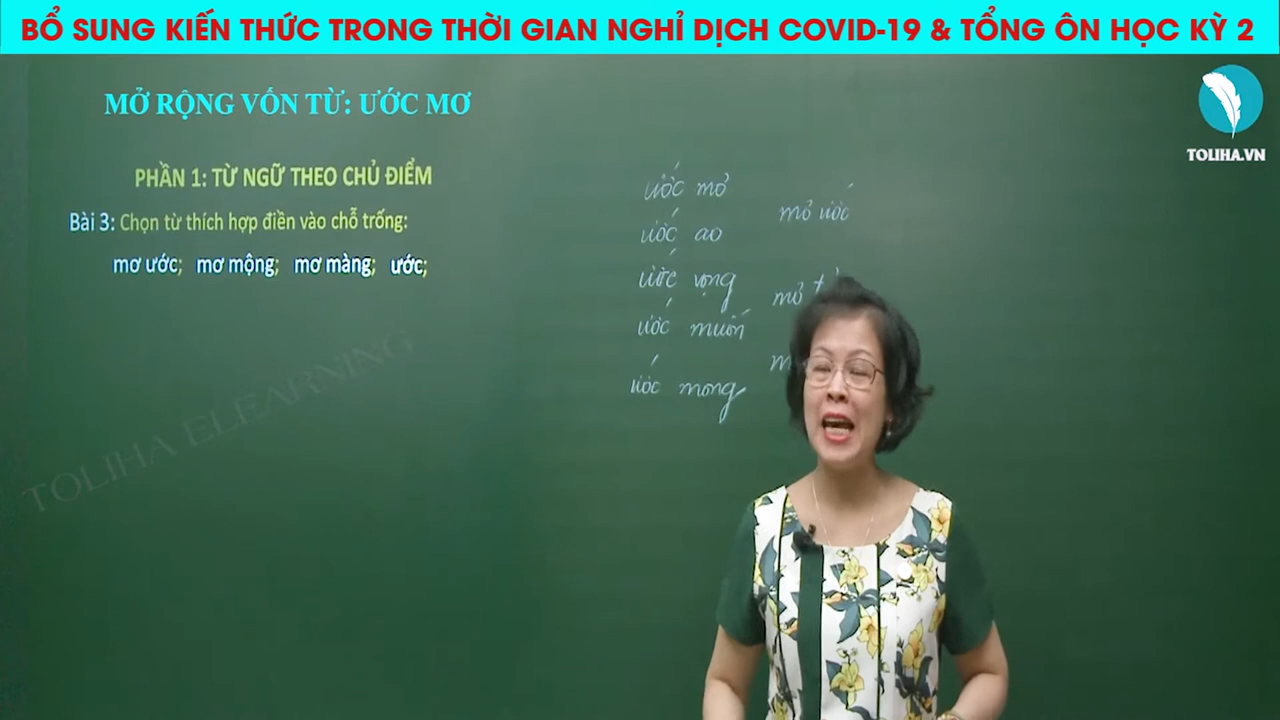 BỔ SUNG KIẾN THỨC TRONG THỜI GIAN NGHỈ DỊCH COVID-19 & TỔNG ÔN HỌC KỲ 2
TOLIHA.VN
MỞ RỘNG VỐN TỪ: ƯỚC MƠ
PHẦN 1: TỪ NGỮ THEO CHỦ ĐIỂM
Bài 3: Chọn từ thích hợp điền vào chỗ trống:
mơ ước; mơ mộng; mơ màng; ước;
ước mơ
ước ao
ước vọng
ước muốn
ước mong
mơ ước
mơ
TOLIHA ELEARNING